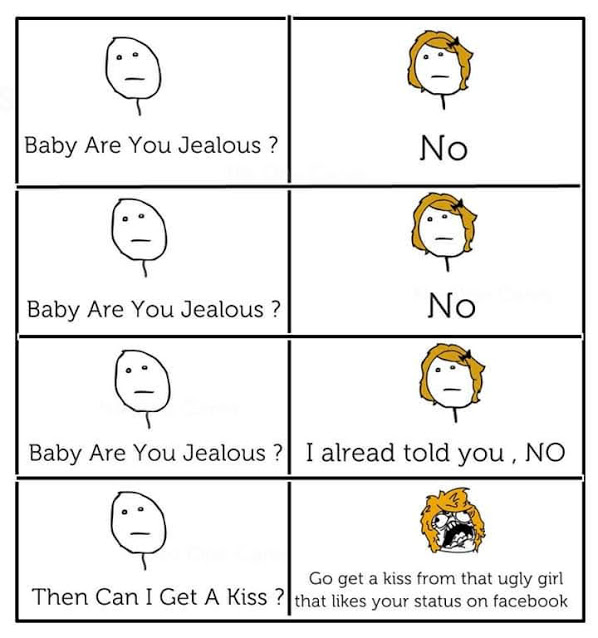 Baby Are You Jealous ?
No
Baby Are You Jealous ?
No
Baby Are You Jealous ?
I alread told you , NO
Then Can I Get A Kiss ?
Go get a kiss from that ugly girl
that likes your status on facebook